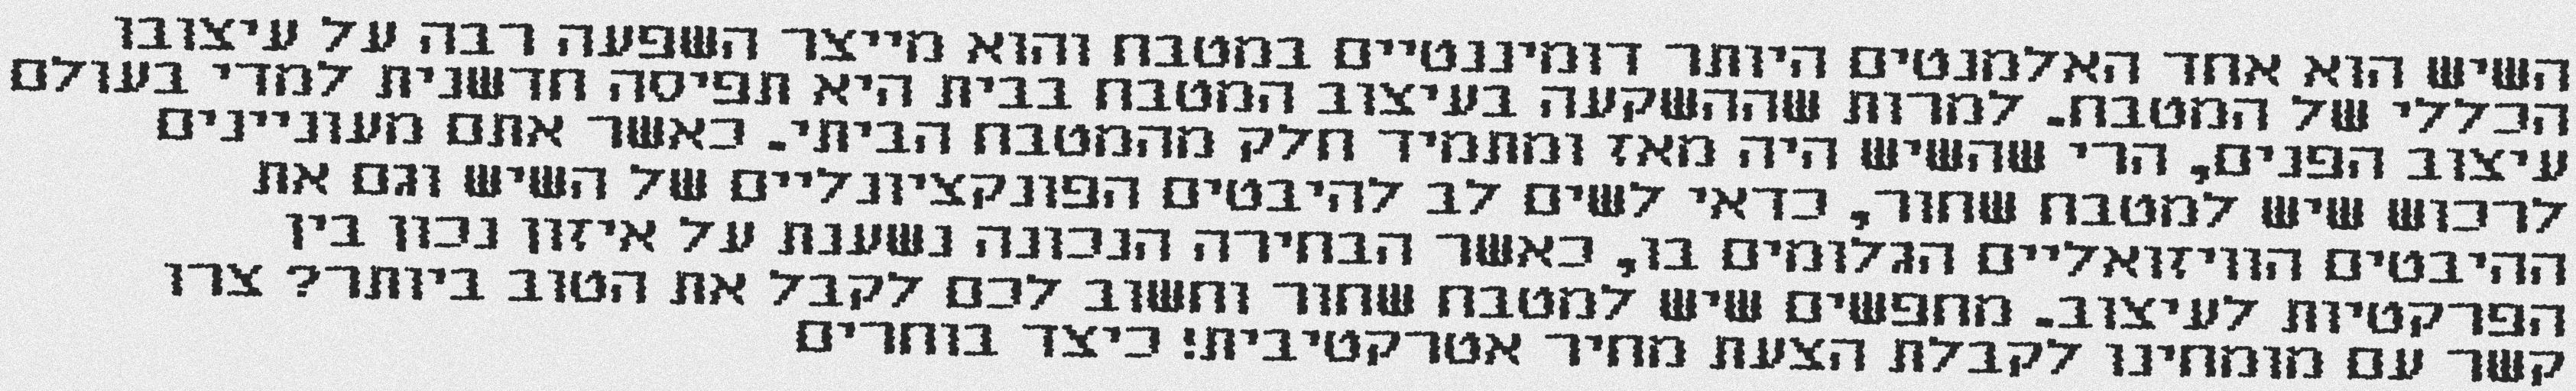 השיש הוא אחד האלמנטים היותר דומיננטיים במטבח והוא מייצר השפעה רבה על עיצובו
הכללי של המטבח. למרות שההשקעה בעיצוב המטבח בבית היא תפיסה חדשנית למדי בעולם
עיצוב הפנים, הרי שהשיש היה מאז ומתמיד חלק מהמטבח הביתי. כאשר אתם מעוניינים
לרכוש שיש למטבח שחור, כדאי לשים לב להיבטים הפונקציונליים של השיש וגם את
ההיבטים הוויזואליים הגלומים בו, כאשר הבחירה הנכונה נשענת על איזון נכון בין
הפרקטיות לעיצוב. מחפשים שיש למטבח שחור וחשוב לכם לקבל את הטוב ביותר? צרו
קשר עם מומחינו לקבלת הצעת מחיר אטרקטיבית! כיצד בוחרים